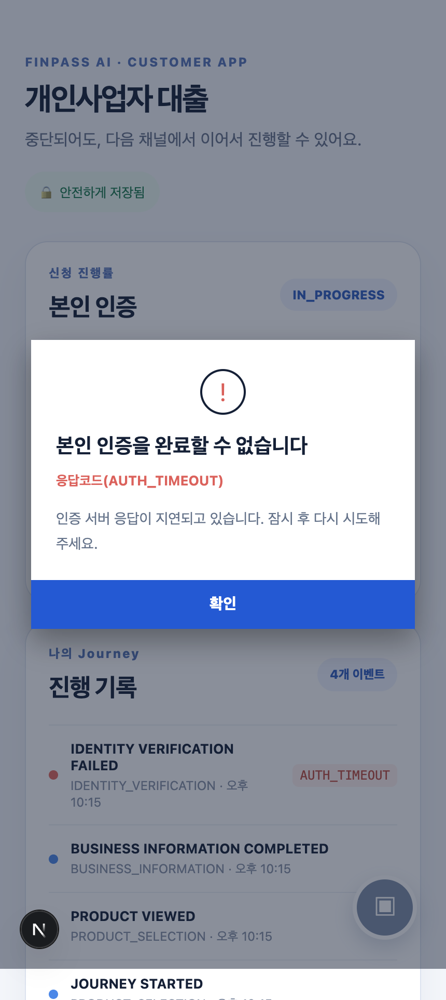 FINPASS AI · CUSTOMER APP
개인사업자 대출
중단되어도, 다음 채널에서 이어서 진행할 수 있어요.
안전하게 저장됨
신청 진행률
본인 인증
IN_PROGRESS
!
본인 인증을 완료할 수 없습니다
응답코드(AUTH_TIMEOUT)
인증 서버 응답이 지연되고 있습니다. 잠시 후 다시 시도해
주세요.
확인
나의 Journey
진행 기록
4개 이벤트
IDENTITY VERIFICATION
FAILED
IDENTITY_VERIFICATION · 오후
10:15
AUTH_TIMEOUT
BUSINESS INFORMATION COMPLETED
BUSINESS_INFORMATION · 오후 10:15
PRODUCT VIEWED
PRODUCT_SELECTION · 오후 10:15
N
JOURNEY STARTED